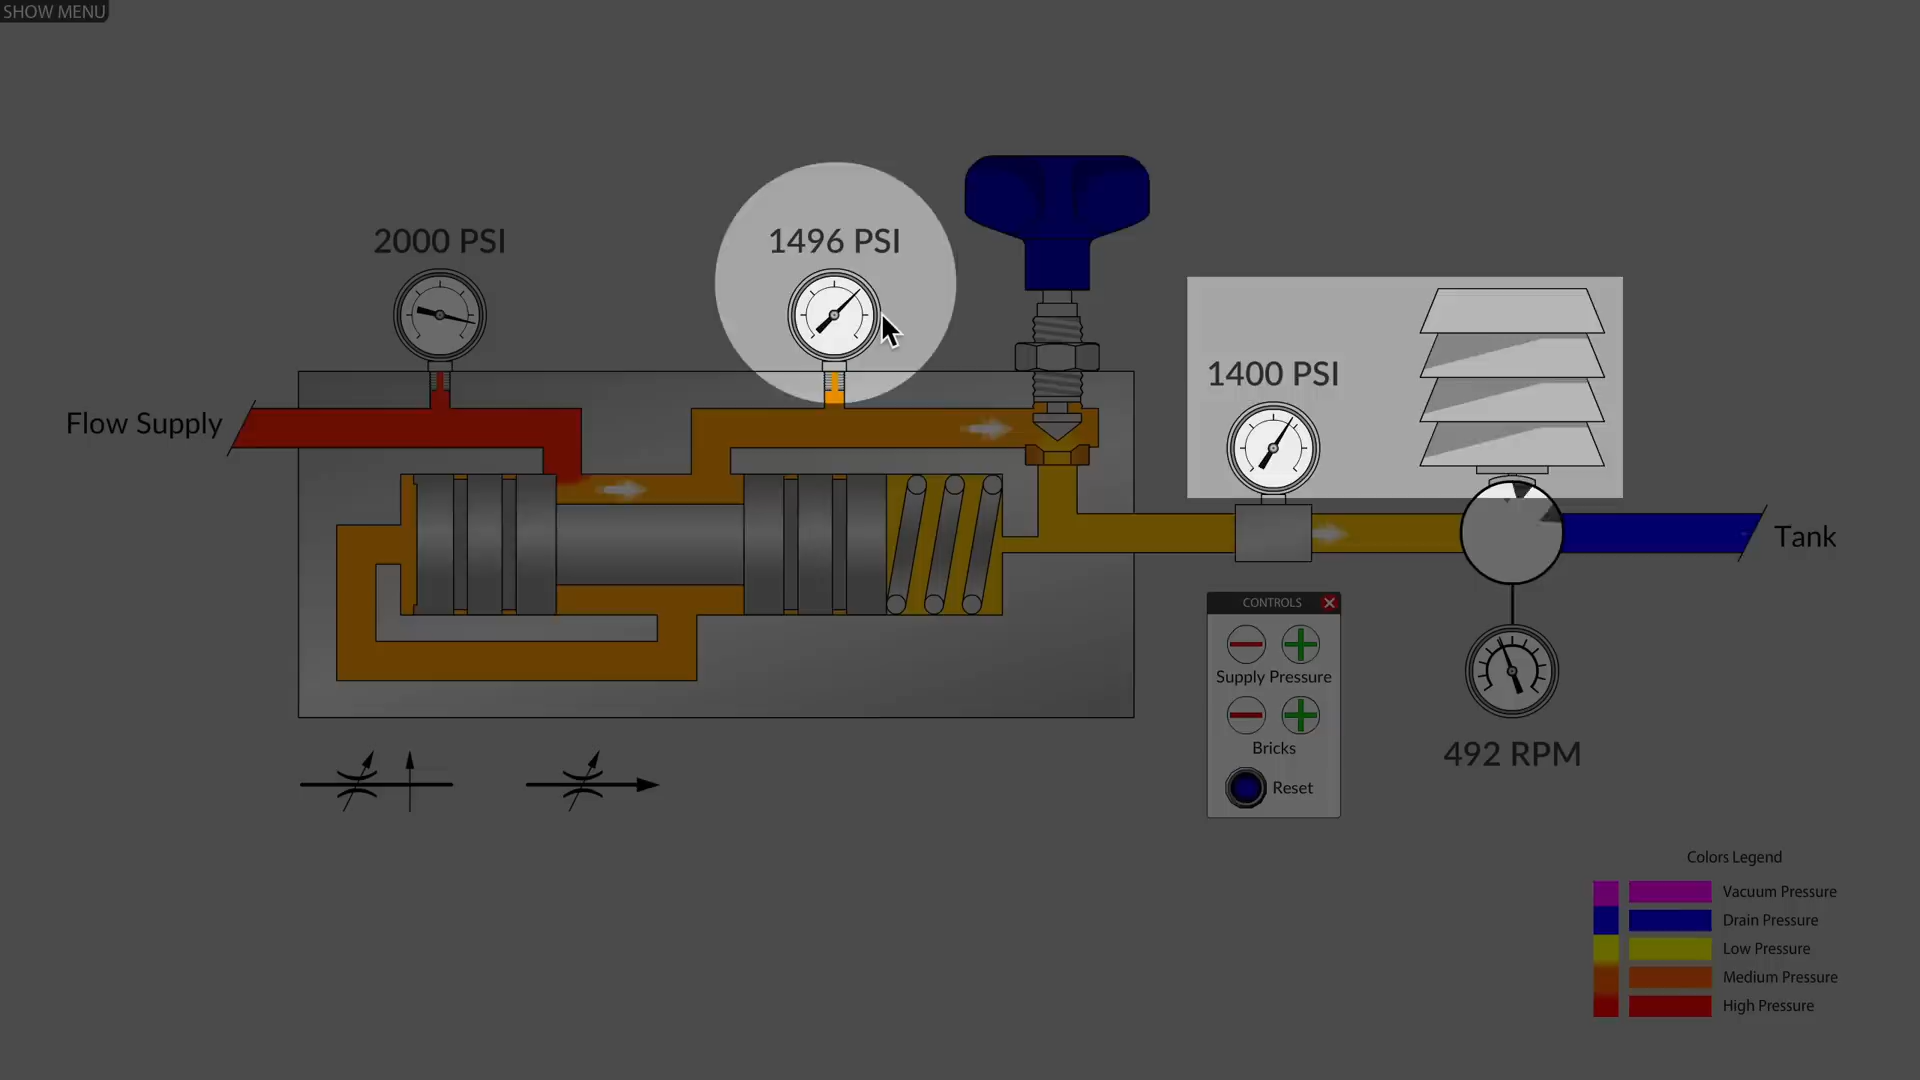 SHOW MENU
2000 PSI
1496 PSI
1400 PSI
Flow Supply
Tank
CONTROLS
Supply Pressure
Bricks
Reset
492 RPM
Colors Legend
Vacuum Pressure
Drain Pressure
Low Pressure
Medium Pressure
High Pressure